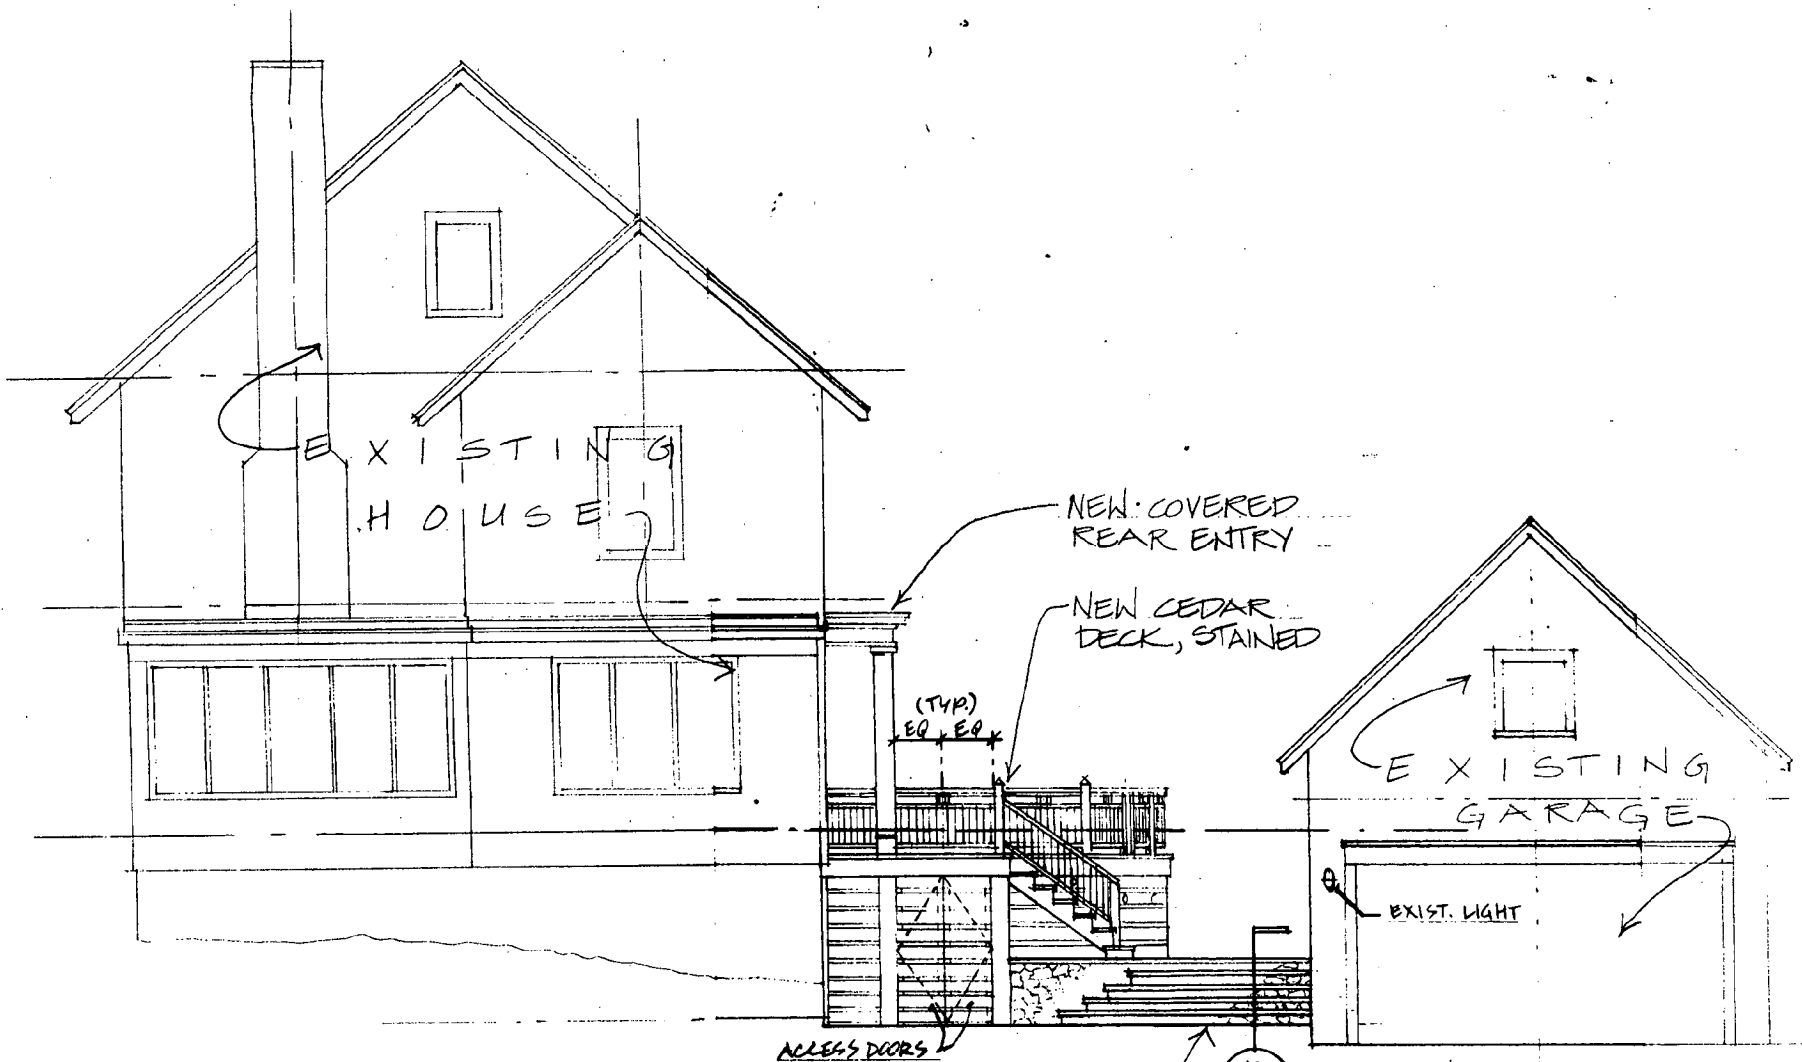 EXISTING
HOUSE
NEW COVERED
REAR ENTRY
NEW CEDAR
DECK, STAINED
(TYP.)
EQ EQ
EXISTING
GARAGE
EXIST. LIGHT
ACCESS DOORS